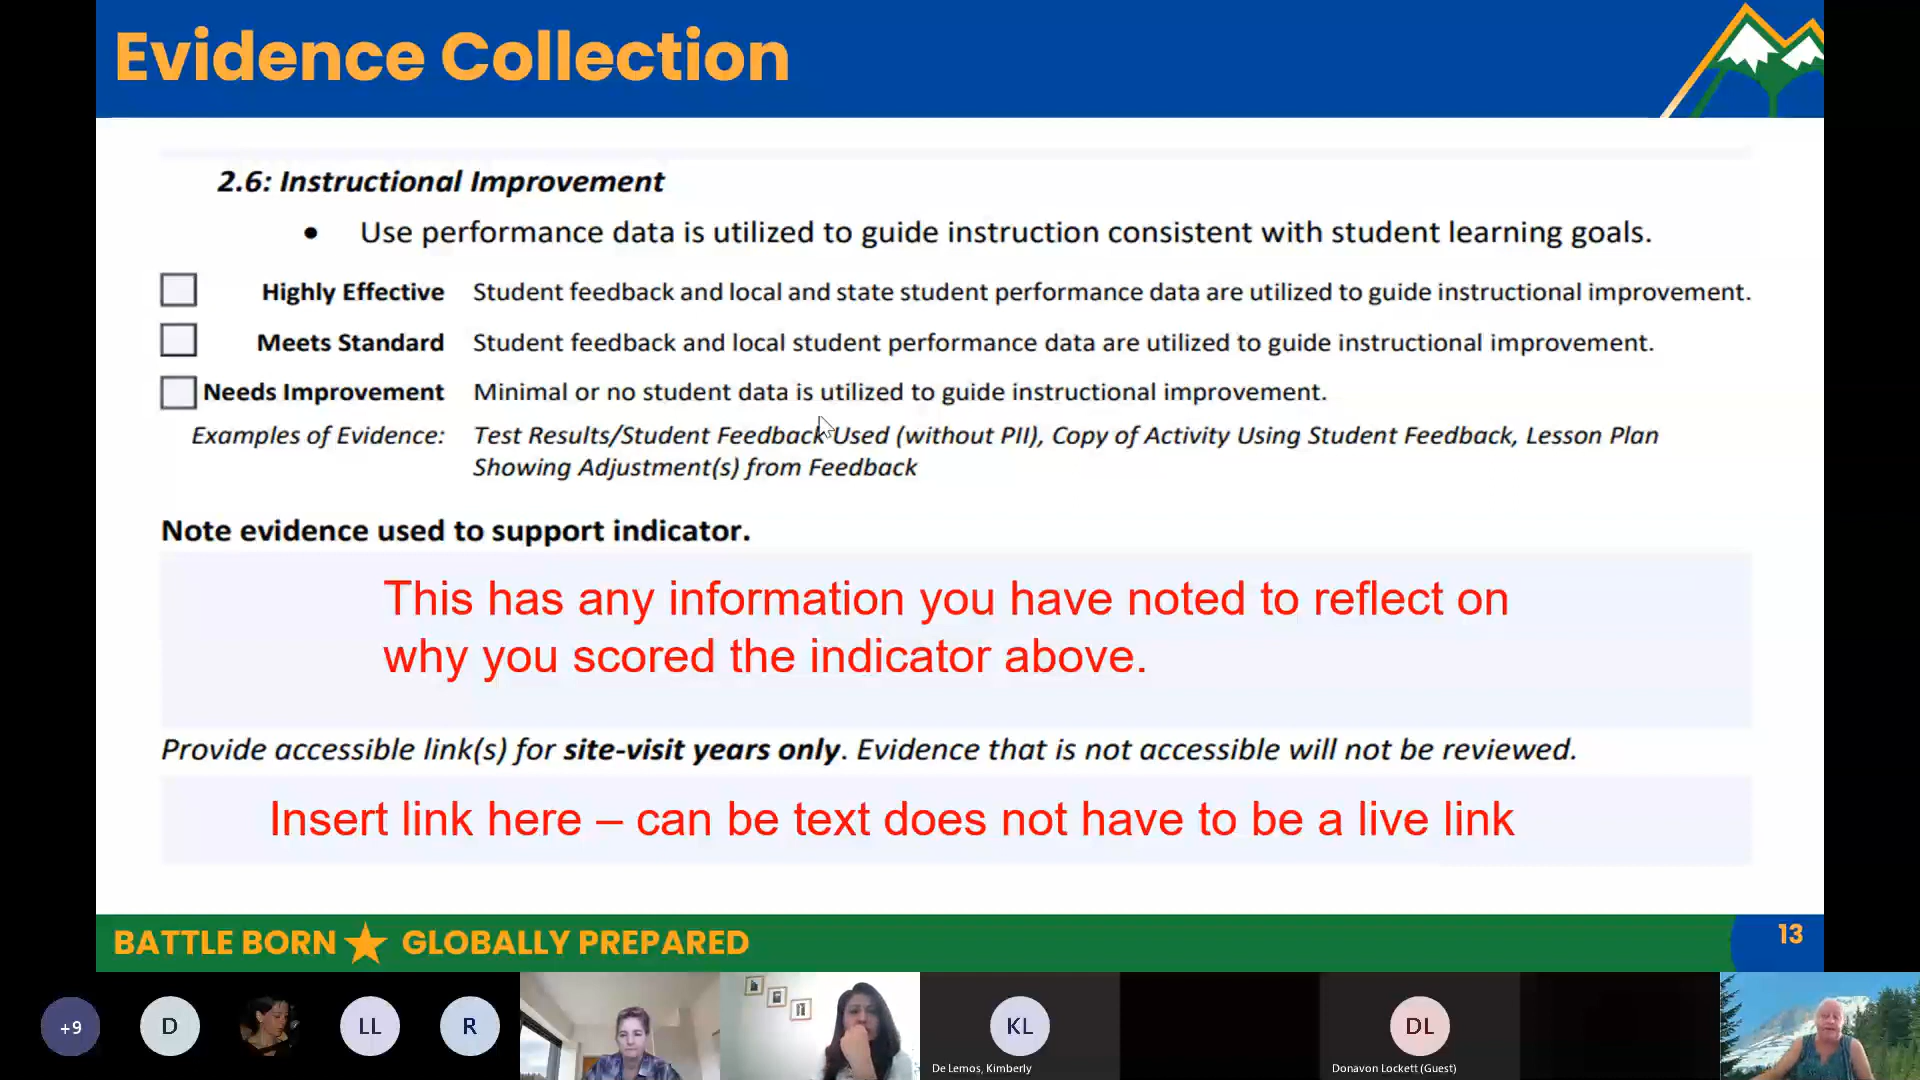 Evidence Collection
2.6: Instructional Improvement
• Use performance data is utilized to guide instruction consistent with student learning goals.
Highly Effective Student feedback and local and state student performance data are utilized to guide instructional improvement.
Meets Standard Student feedback and local student performance data are utilized to guide instructional improvement.
Needs Improvement Minimal or no student data is utilized to guide instructional improvement.
Examples of Evidence: Test Results/Student Feedback Used (without PII), Copy of Activity Using Student Feedback, Lesson Plan
Showing Adjustment(s) from Feedback
Note evidence used to support indicator.
This has any information you have noted to reflect on
why you scored the indicator above.
Provide accessible link(s) for site-visit years only. Evidence that is not accessible will not be reviewed.
Insert link here – can be text does not have to be a live link
BATTLE BORN GLOBALLY PREPARED
13
+9 D LL R KL DL
De Lemos, Kimberly Donavon Lockett (Guest)